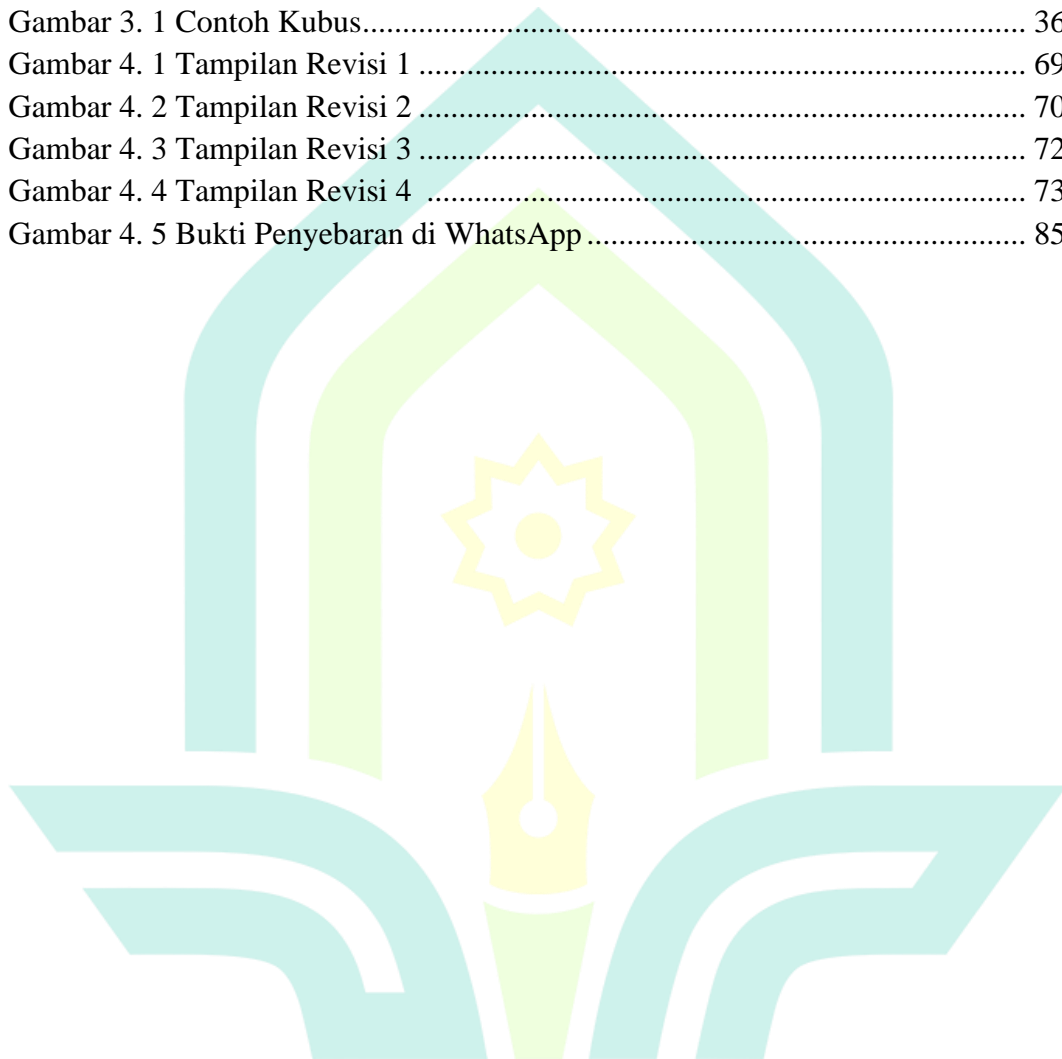 Gambar 3. 1 Contoh Kubus.................................................................................... 36
Gambar 4. 1 Tampilan Revisi 1 ............................................................................. 69
Gambar 4. 2 Tampilan Revisi 2 ............................................................................. 70
Gambar 4. 3 Tampilan Revisi 3 ............................................................................. 72
Gambar 4. 4 Tampilan Revisi 4  ............................................................................ 73
Gambar 4. 5 Bukti Penyebaran di WhatsApp ........................................................ 85